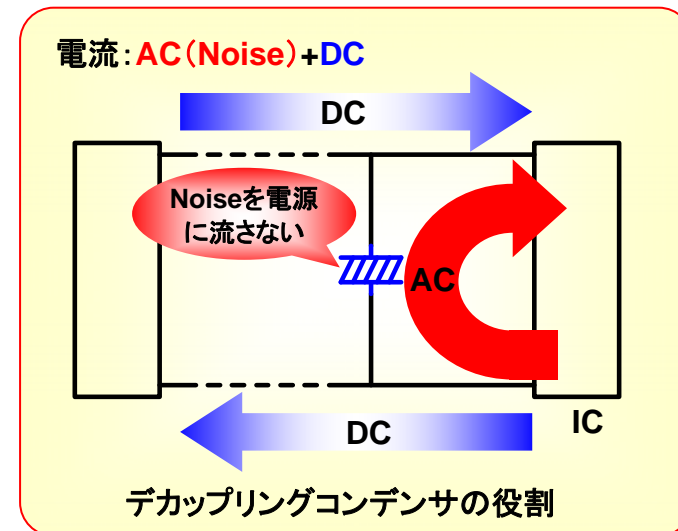 電流：AC（Noise）+DC
DC
Noiseを電源
に流さない
AC
DC
IC
デカップリングコンデンサの役割